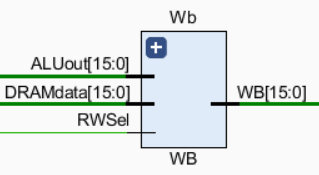 Wb
ALUout[15:0]
DRAMdata[15:0]
WB[15:0]
RWSel
WB